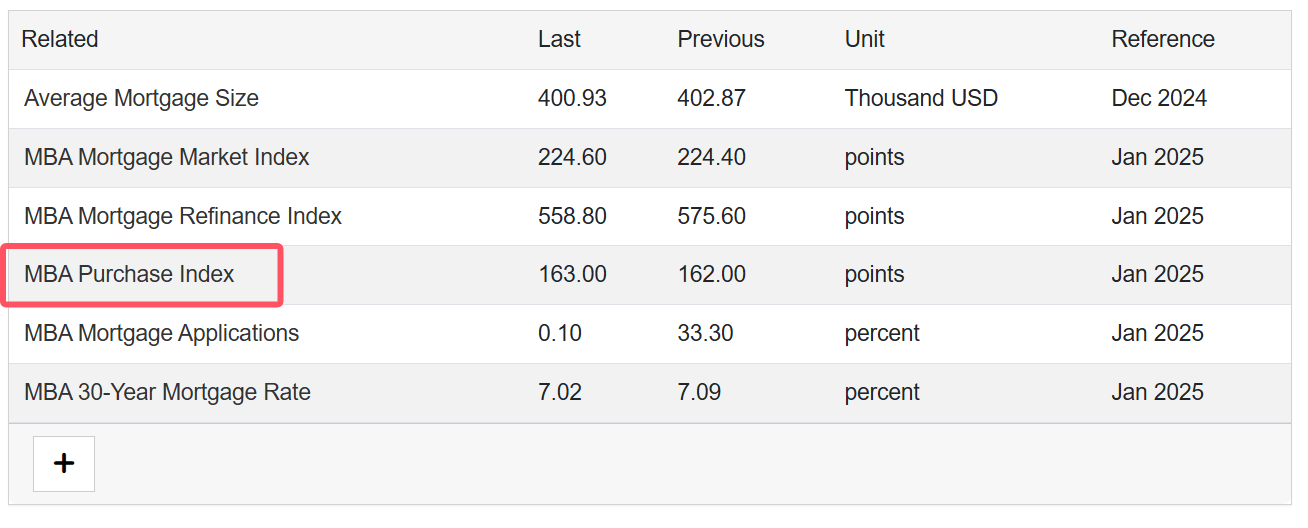 Related Last Previous Unit Reference
Average Mortgage Size 400.93 402.87 Thousand USD Dec 2024
MBA Mortgage Market Index 224.60 224.40 points Jan 2025
MBA Mortgage Refinance Index 558.80 575.60 points Jan 2025
MBA Purchase Index 163.00 162.00 points Jan 2025
MBA Mortgage Applications 0.10 33.30 percent Jan 2025
MBA 30-Year Mortgage Rate 7.02 7.09 percent Jan 2025
+